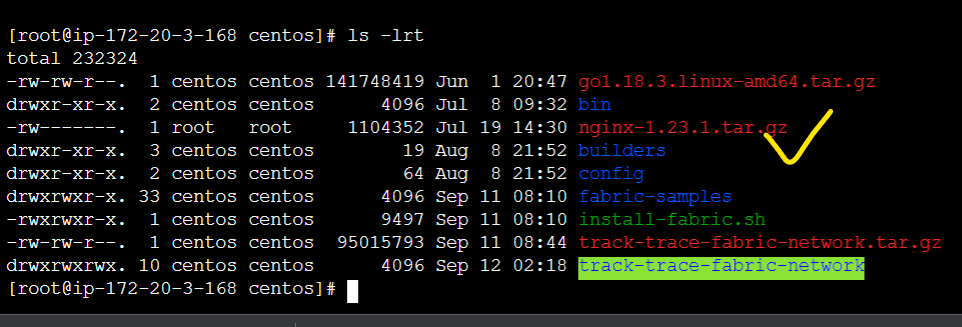 [root@ip-172-20-3-168 centos]# ls -lrt
total 232324
-rw-rw-r--.  1 centos centos 141748419 Jun  1 20:47 go1.18.3.linux-amd64.tar.gz
drwxr-xr-x.  2 centos centos      4096 Jul  8 09:32 bin
-rw-------.  1 root   root     1104352 Jul 19 14:30 nginx-1.23.1.tar.gz
drwxr-xr-x.  3 centos centos        19 Aug  8 21:52 builders
drwxr-xr-x.  2 centos centos        64 Aug  8 21:52 config
drwxrwxr-x. 33 centos centos      4096 Sep 11 08:10 fabric-samples
-rwxrwxr-x.  1 centos centos      9497 Sep 11 08:10 install-fabric.sh
-rw-rw-r--.  1 centos centos  95015793 Sep 11 08:44 track-trace-fabric-network.tar.gz
drwxrwxrwx. 10 centos centos      4096 Sep 12 02:18 track-trace-fabric-network
[root@ip-172-20-3-168 centos]#